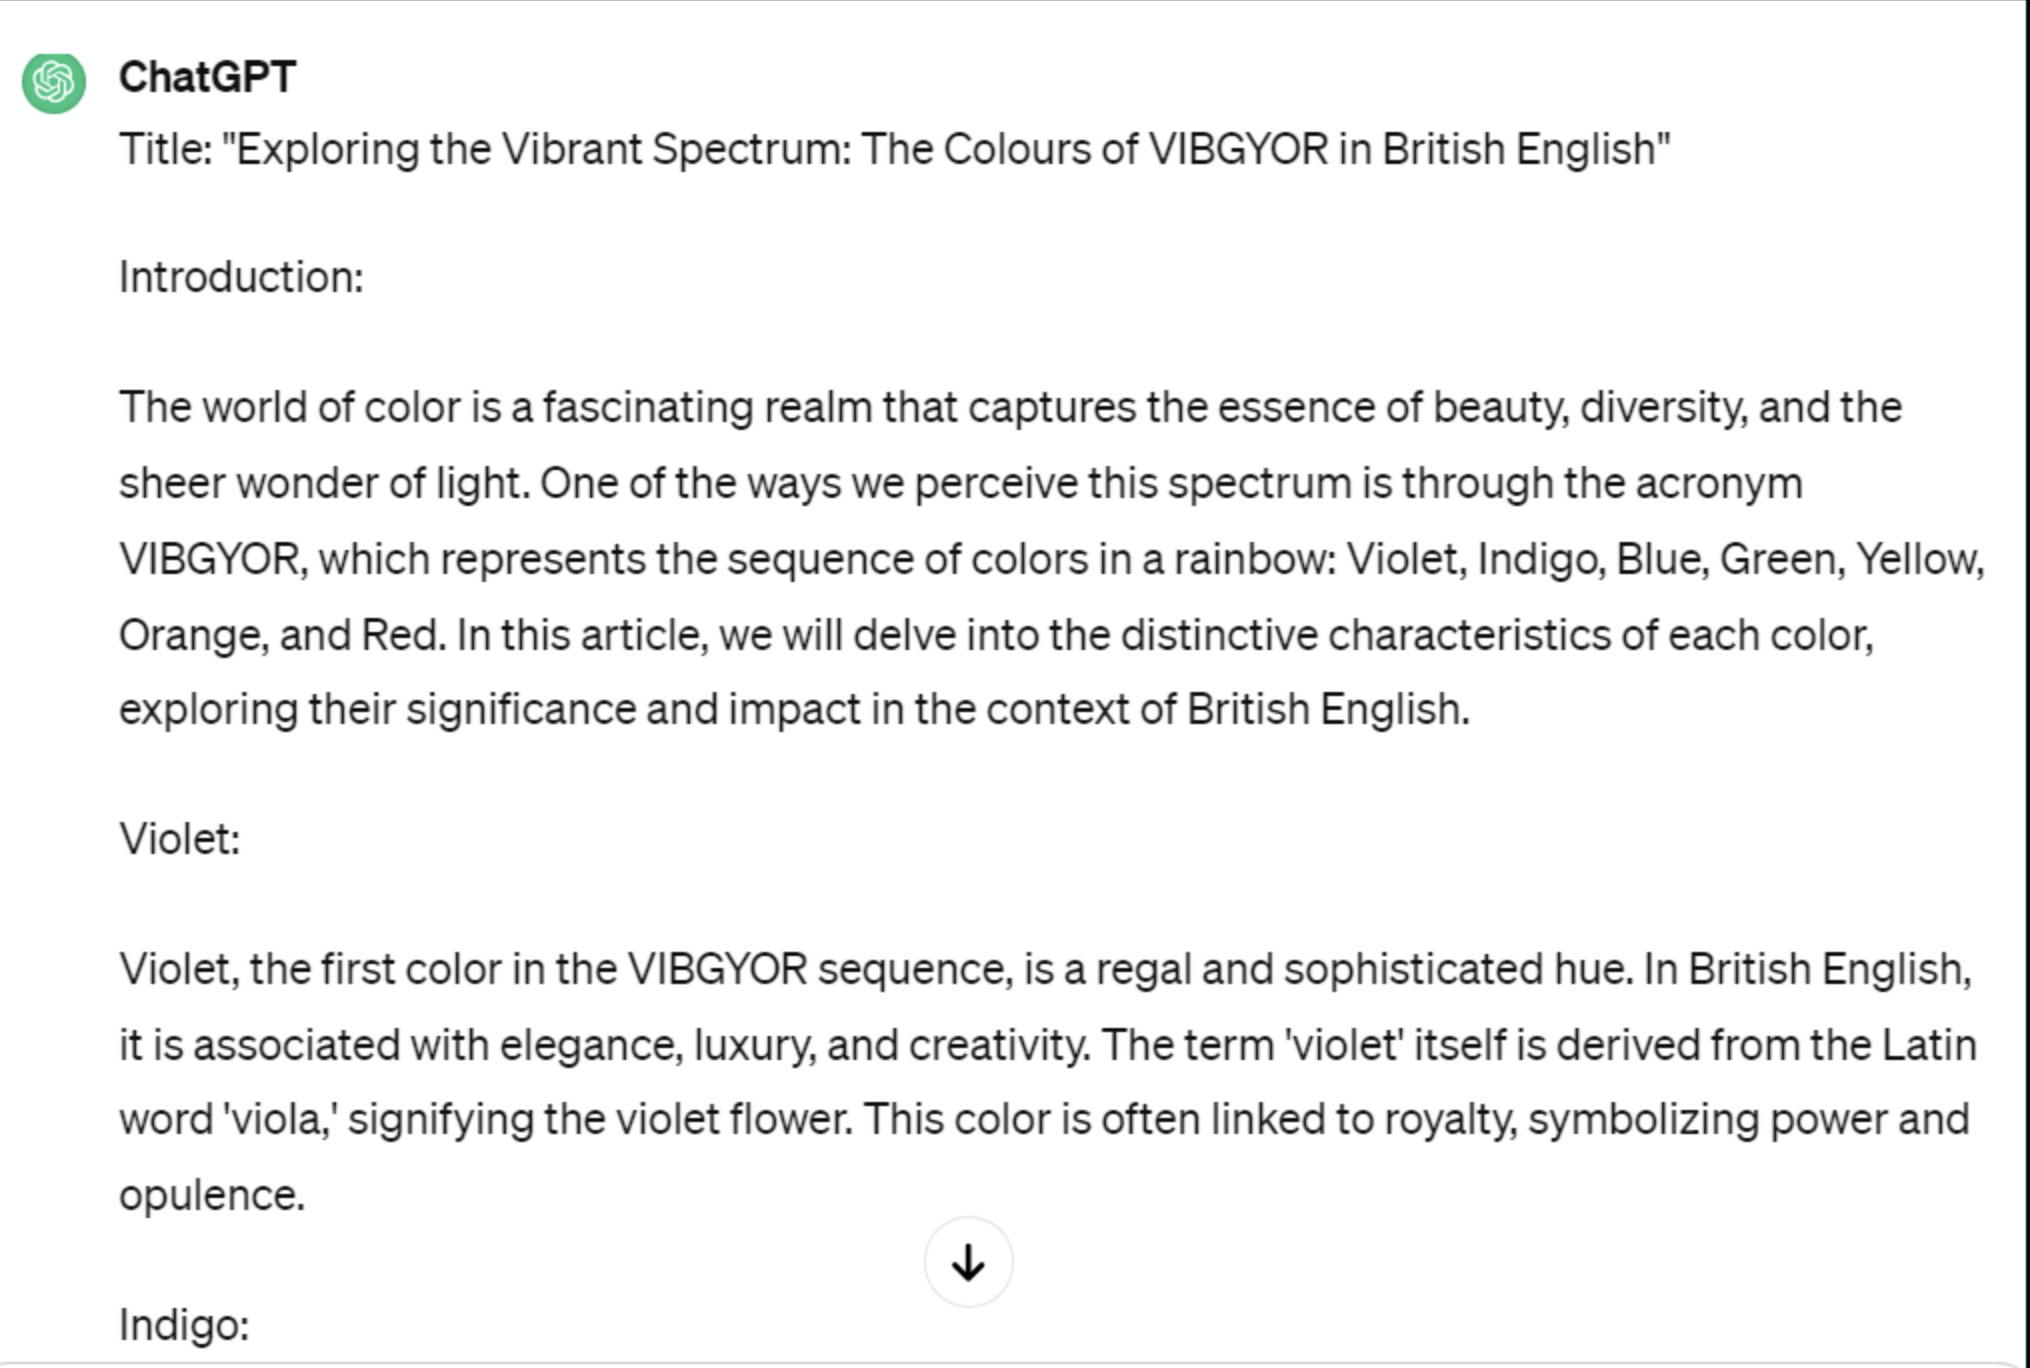 ChatGPT
Title: "Exploring the Vibrant Spectrum: The Colours of VIBGYOR in British English"
Introduction:
The world of color is a fascinating realm that captures the essence of beauty, diversity, and the
sheer wonder of light. One of the ways we perceive this spectrum is through the acronym
VIBGYOR, which represents the sequence of colors in a rainbow: Violet, Indigo, Blue, Green, Yellow,
Orange, and Red. In this article, we will delve into the distinctive characteristics of each color,
exploring their significance and impact in the context of British English.
Violet:
Violet, the first color in the VIBGYOR sequence, is a regal and sophisticated hue. In British English,
it is associated with elegance, luxury, and creativity. The term 'violet' itself is derived from the Latin
word 'viola,' signifying the violet flower. This color is often linked to royalty, symbolizing power and
opulence.
Indigo: